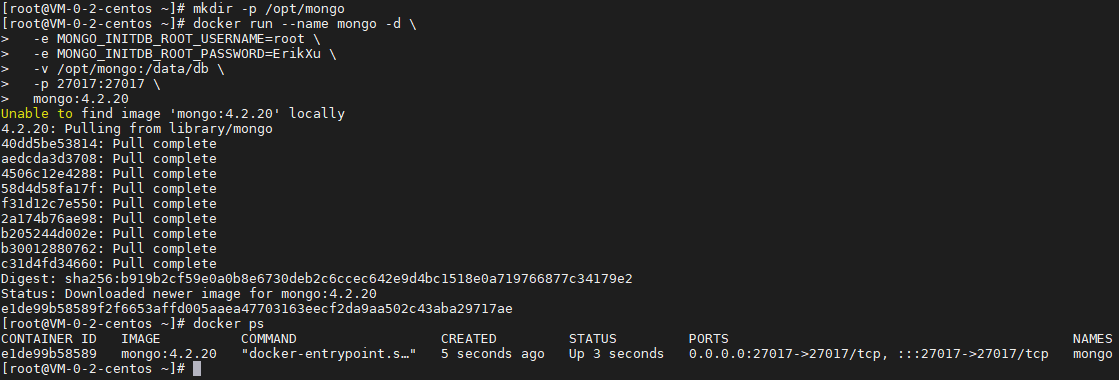 [root@VM-0-2-centos ~]# mkdir -p /opt/mongo
[root@VM-0-2-centos ~]# docker run --name mongo -d \
>   -e MONGO_INITDB_ROOT_USERNAME=root \
>   -e MONGO_INITDB_ROOT_PASSWORD=ErikXu \
>   -v /opt/mongo:/data/db \
>   -p 27017:27017 \
>   mongo:4.2.20
Unable to find image 'mongo:4.2.20' locally
4.2.20: Pulling from library/mongo
40dd5be53814: Pull complete
aedcda3d3708: Pull complete
4506c12e4288: Pull complete
58d4d58fa17f: Pull complete
f31d12c7e550: Pull complete
2a174b76ae98: Pull complete
b205244d002e: Pull complete
b30012880762: Pull complete
c31d4fd34660: Pull complete
Digest: sha256:b919b2cf59e0a0b8e6730deb2c6ccec642e9d4bc1518e0a719766877c34179e2
Status: Downloaded newer image for mongo:4.2.20
e1de99b58589f2f6653affd005aaea47703163eecf2da9aa502c43aba29717ae
[root@VM-0-2-centos ~]# docker ps
CONTAINER ID   IMAGE          COMMAND                  CREATED         STATUS         PORTS                                           NAMES
e1de99b58589   mongo:4.2.20   "docker-entrypoint.s…"   5 seconds ago   Up 3 seconds   0.0.0.0:27017->27017/tcp, :::27017->27017/tcp   mongo
[root@VM-0-2-centos ~]#